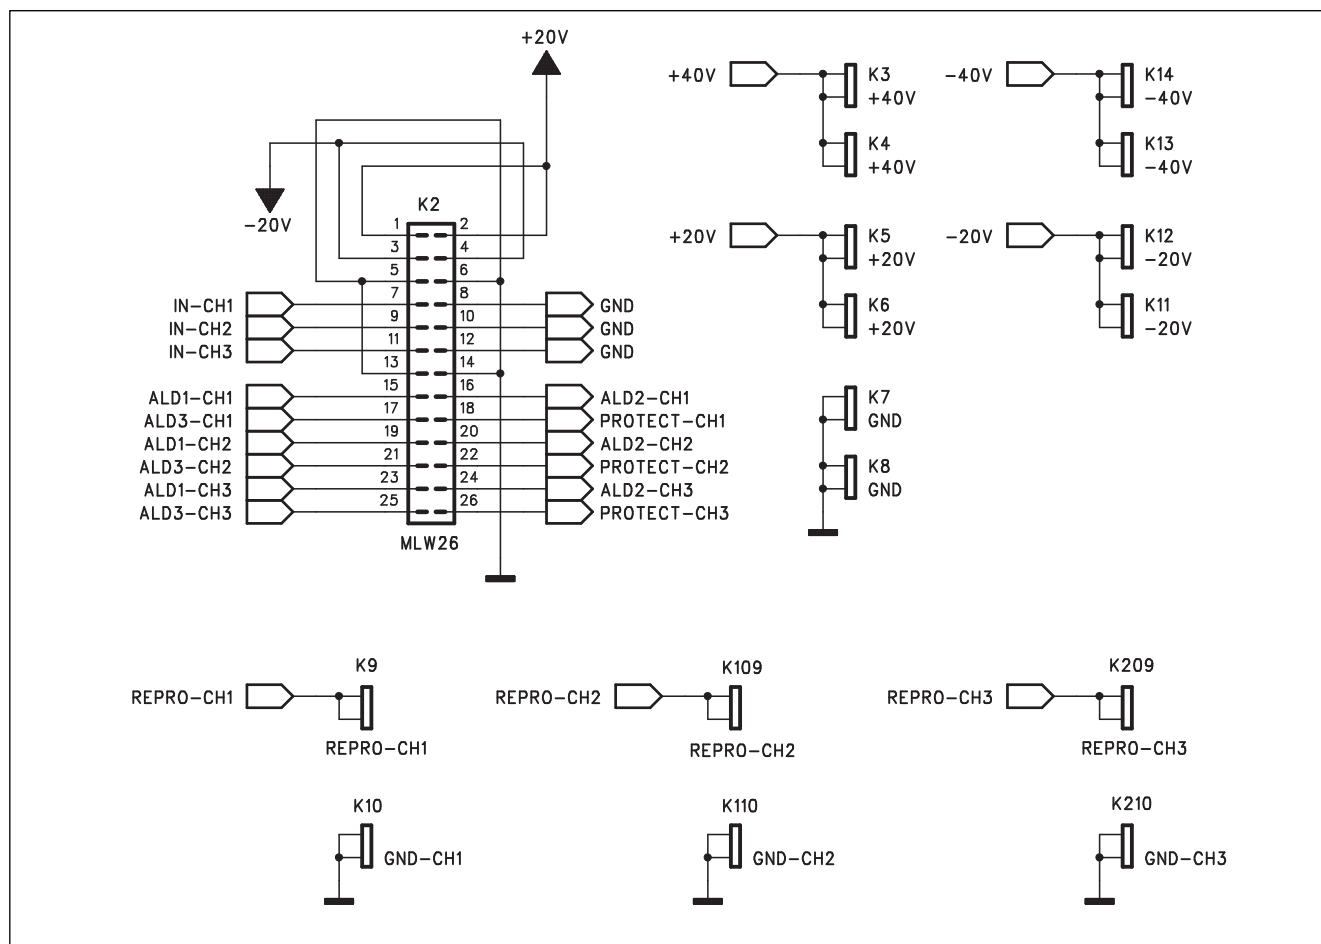 +20V
+40V K3 -40V K14
+40V -40V
K4 K13
+40V -40V
K2
-20V
1 2
+20V K5 -20V K12
3 4
+20V -20V
5 6
7 8
IN-CH1 GND K6 K11
9 10
IN-CH2 GND +20V -20V
11 12
IN-CH3 GND
13 14
15 16
ALD1-CH1 ALD2-CH1 K7
17 18
ALD3-CH1 PROTECT-CH1 GND
19 20
ALD1-CH2 ALD2-CH2
21 22
ALD3-CH2 PROTECT-CH2 K8
23 24
ALD1-CH3 ALD2-CH3 GND
25 26
ALD3-CH3 PROTECT-CH3
MLW26
K9 K109 K209
REPRO-CH1 REPRO-CH2 REPRO-CH3
REPRO-CH1 REPRO-CH2 REPRO-CH3
K10 K110 K210
GND-CH1 GND-CH2 GND-CH3